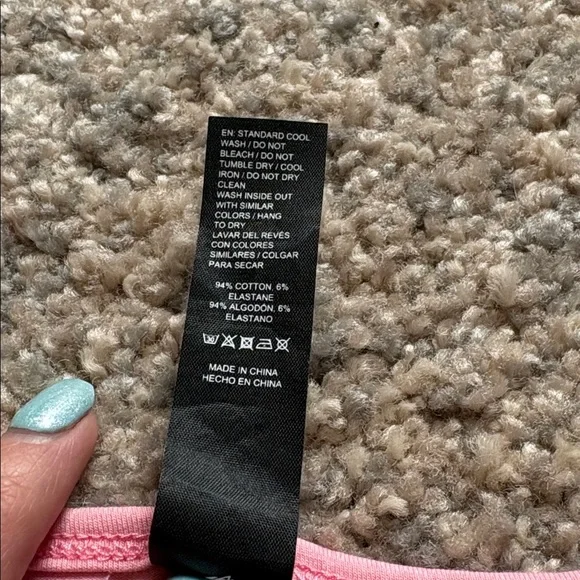 EN: STANDARD COOL
WASH / DO NOT
BLEACH / DO NOT
TUMBLE DRY / COOL
IRON / DO NOT DRY
CLEAN
WASH INSIDE OUT
WITH SIMILAR
COLORS / HANG
TO DRY
LAVAR DEL REVÉS
CON COLORES
SIMILARES / COLGAR
PARA SECAR
94% COTTON, 6%
ELASTANE
94% ALGODÓN, 6%
ELASTANO
MADE IN CHINA
HECHO EN CHINA